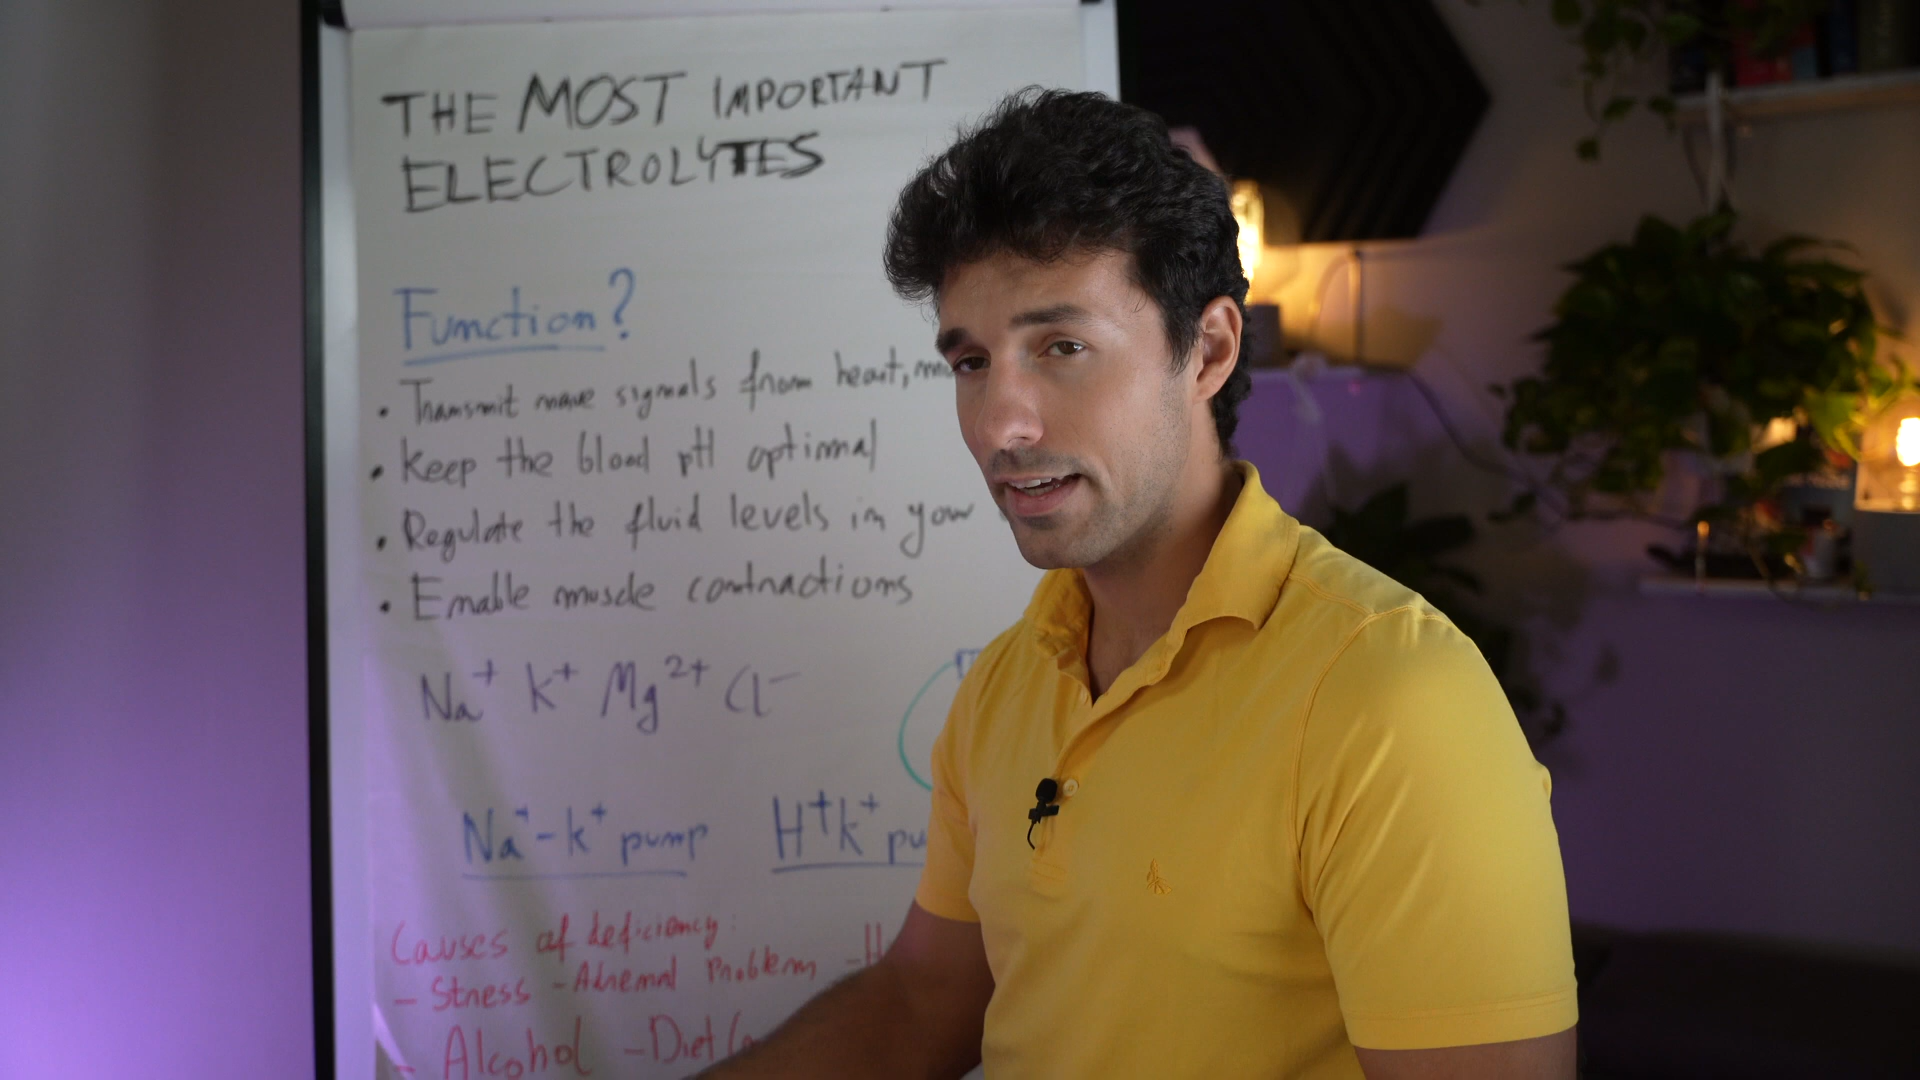 THE MOST IMPORTANT
ELECTROLYTES
Function?
• Transmit nerve signals from heart,
• Keep the blood pH optimal
• Regulate the fluid levels in your
• Enable muscle contractions
Na⁺ K⁺ Mg²⁺ Cl⁻
Na⁺-K⁺ pump H⁺K⁺ pu
Causes of deficiency:
- Stress - Adrenal Problem - H
- Alcohol - Diet (